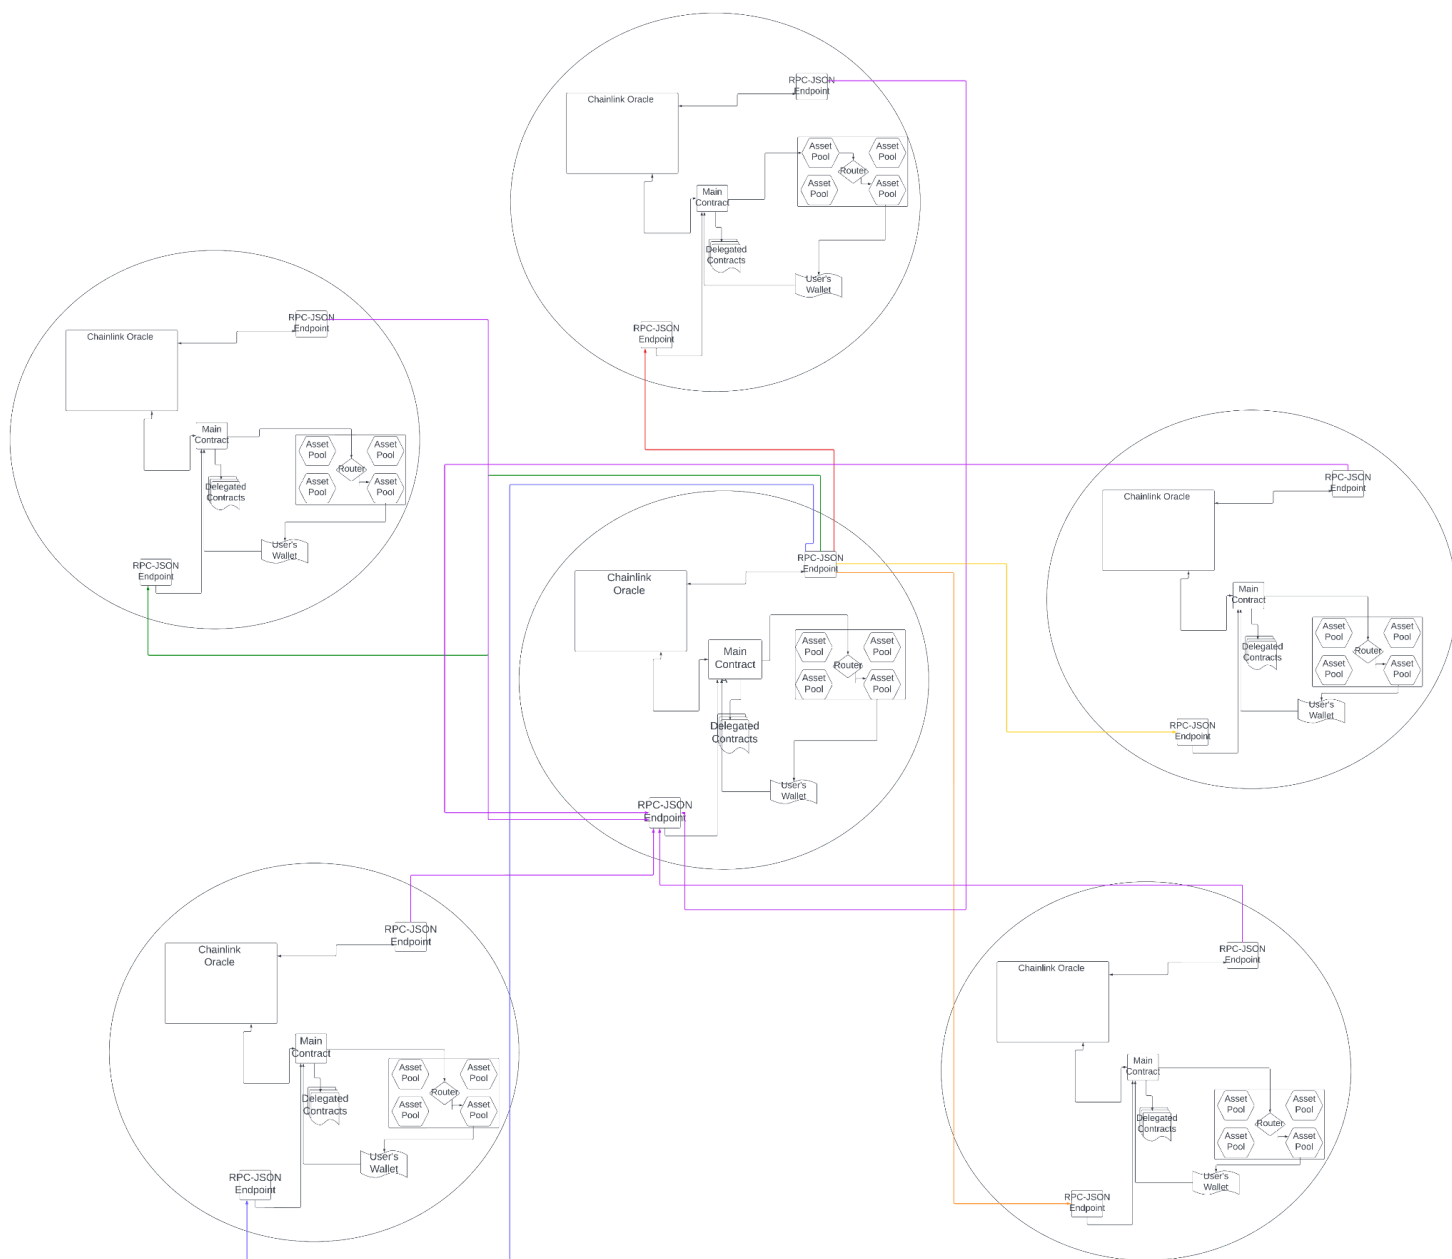 RPC-JSON
Endpoint
Chainlink Oracle
Asset
Pool
Asset
Pool
Router
Asset
Pool
Asset
Pool
Main
Contract
Delegated
Contracts
User's
Wallet
RPC-JSON
Endpoint
RPC-JSON
Endpoint
Chainlink Oracle
Main
Contract
Asset
Pool
Asset
Pool
Router
Asset
Pool
Asset
Pool
Delegated
Contracts
User's
Wallet
RPC-JSON
Endpoint
RPC-JSON
Endpoint
Chainlink Oracle
Main
Contract
Asset
Pool
Asset
Pool
Router
Asset
Pool
Asset
Pool
Delegated
Contracts
User's
Wallet
RPC-JSON
Endpoint
RPC-JSON
Endpoint
Chainlink
Oracle
Main
Contract
Asset
Pool
Asset
Pool
Router
Asset
Pool
Asset
Pool
Delegated
Contracts
User's
Wallet
RPC-JSON
Endpoint
RPC-JSON
Endpoint
Chainlink
Oracle
Main
Contract
Asset
Pool
Asset
Pool
Router
Asset
Pool
Asset
Pool
Delegated
Contracts
User's
Wallet
RPC-JSON
Endpoint
RPC-JSON
Endpoint
Chainlink Oracle
Main
Contract
Asset
Pool
Asset
Pool
Router
Asset
Pool
Asset
Pool
Delegated
Contracts
User's
Wallet
RPC-JSON
Endpoint